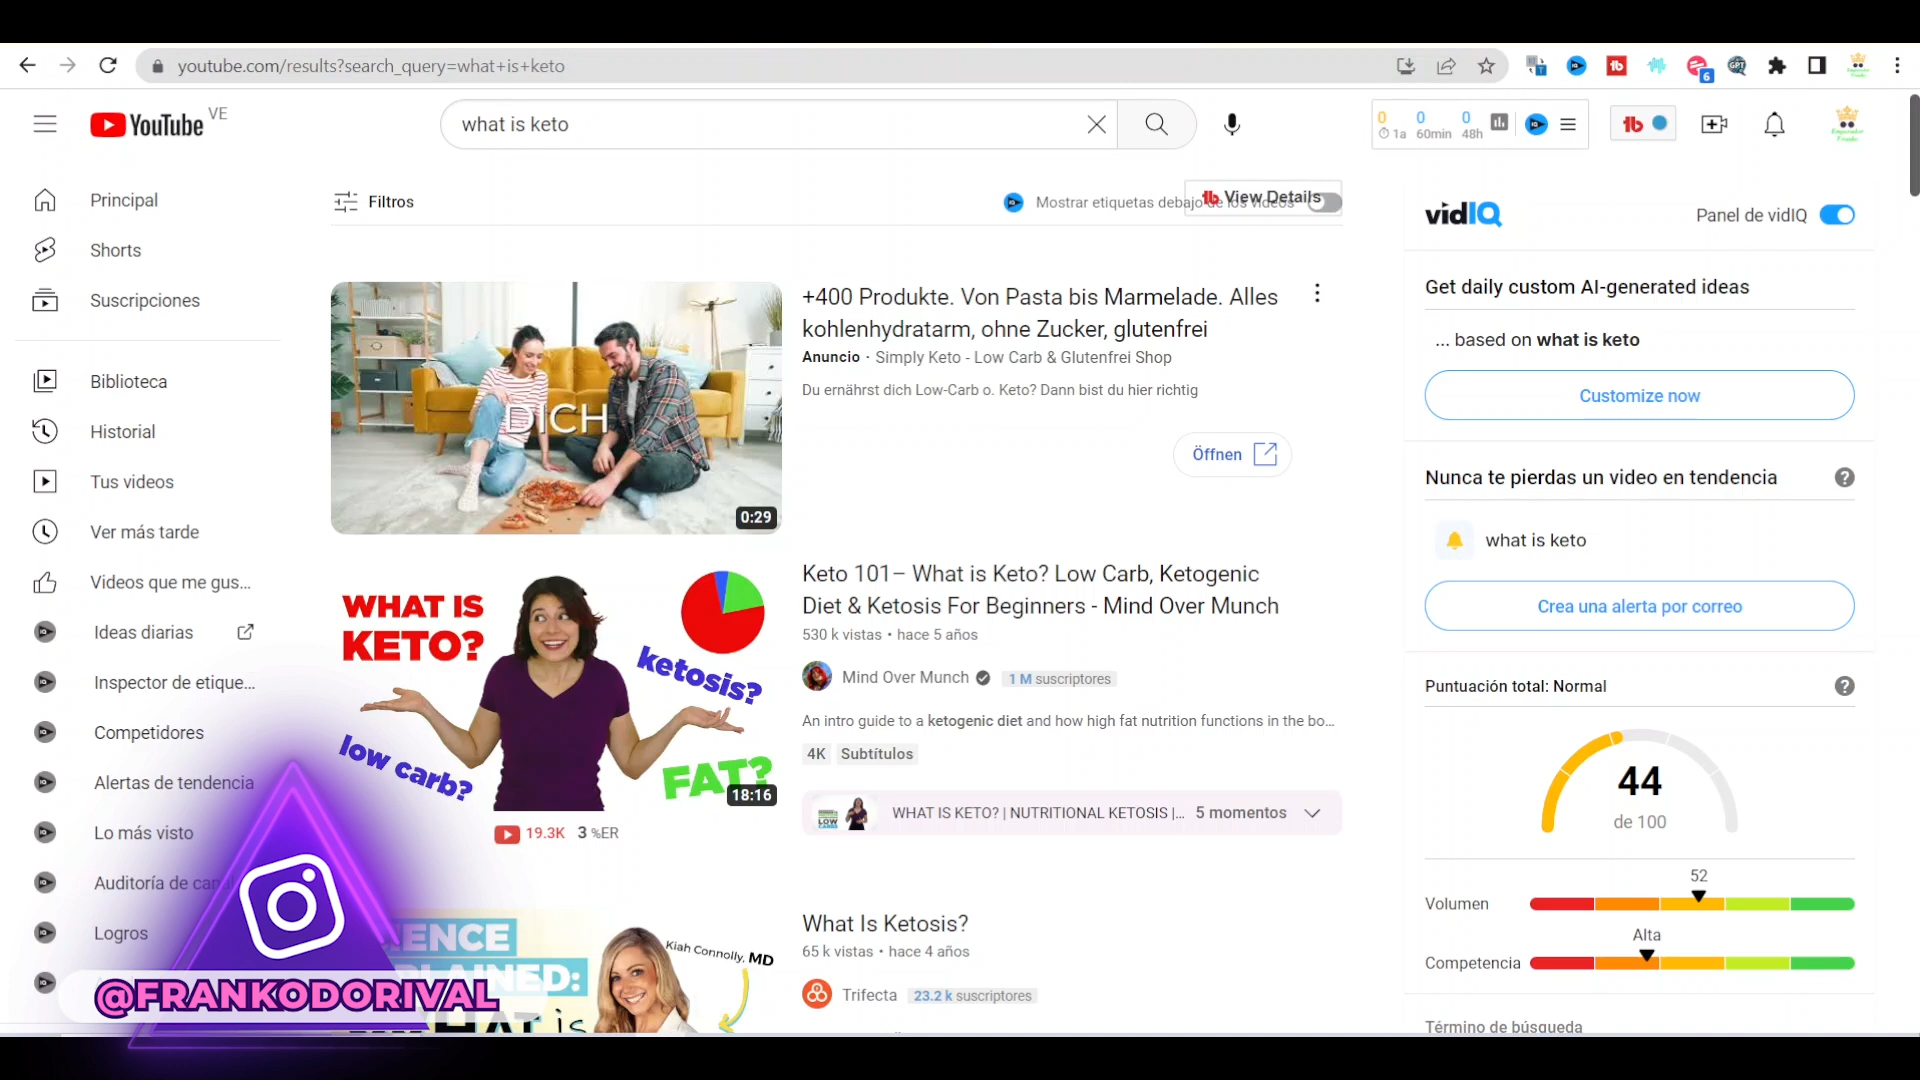 youtube.com/results?search_query=what+is+keto
6
YouTube VE
what is keto
0 0 0
1a 60min 48h
Principal
Shorts
Suscripciones
Biblioteca
Historial
Tus videos
Ver más tarde
Videos que me gus...
Ideas diarias
Inspector de etique...
Competidores
Alertas de tendencia
Lo más visto
Auditoría de canal
Logros
@FRANKODORIVAL
Filtros
Mostrar etiquetas debajo de los videos
View Details
DICH
0:29
+400 Produkte. Von Pasta bis Marmelade. Alles
kohlenhydratarm, ohne Zucker, glutenfrei
Anuncio · Simply Keto - Low Carb & Glutenfrei Shop
Du ernährst dich Low-Carb o. Keto? Dann bist du hier richtig
Öffnen
WHAT IS
KETO?
ketosis?
low carb?
FAT?
18:16
19.3K 3 %ER
Keto 101– What is Keto? Low Carb, Ketogenic
Diet & Ketosis For Beginners - Mind Over Munch
530 k vistas • hace 5 años
Mind Over Munch 1 M suscriptores
An intro guide to a ketogenic diet and how high fat nutrition functions in the bo...
4K Subtítulos
WHAT IS KETO? | NUTRITIONAL KETOSIS |... 5 momentos
Kiah Connolly, MD
What Is Ketosis?
65 k vistas • hace 4 años
Trifecta 23.2 k suscriptores
vidIQ
Panel de vidIQ
Get daily custom AI-generated ideas
... based on what is keto
Customize now
Nunca te pierdas un video en tendencia
what is keto
Crea una alerta por correo
Puntuación total: Normal
44
de 100
52
Volumen
Alta
Competencia
Término de búsqueda